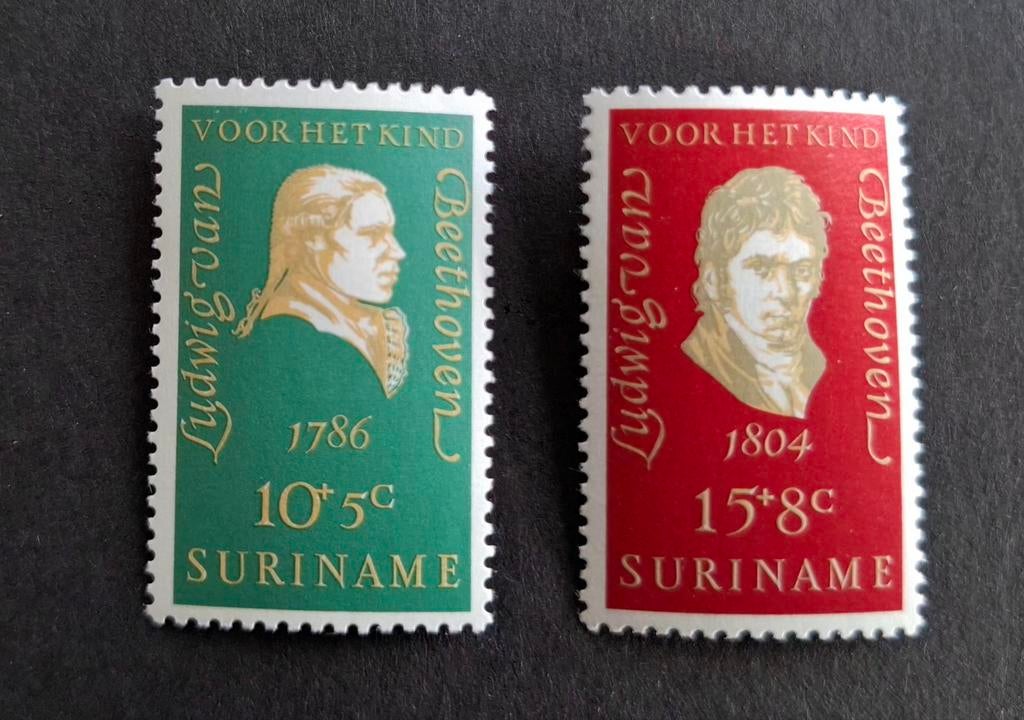 VOOR HET KIND
Ludwig van
Beethoven
1786
10+5C
SURINAME
VOOR HET KIND
Ludwig van
Beethoven
1804
15+8C
SURINAME